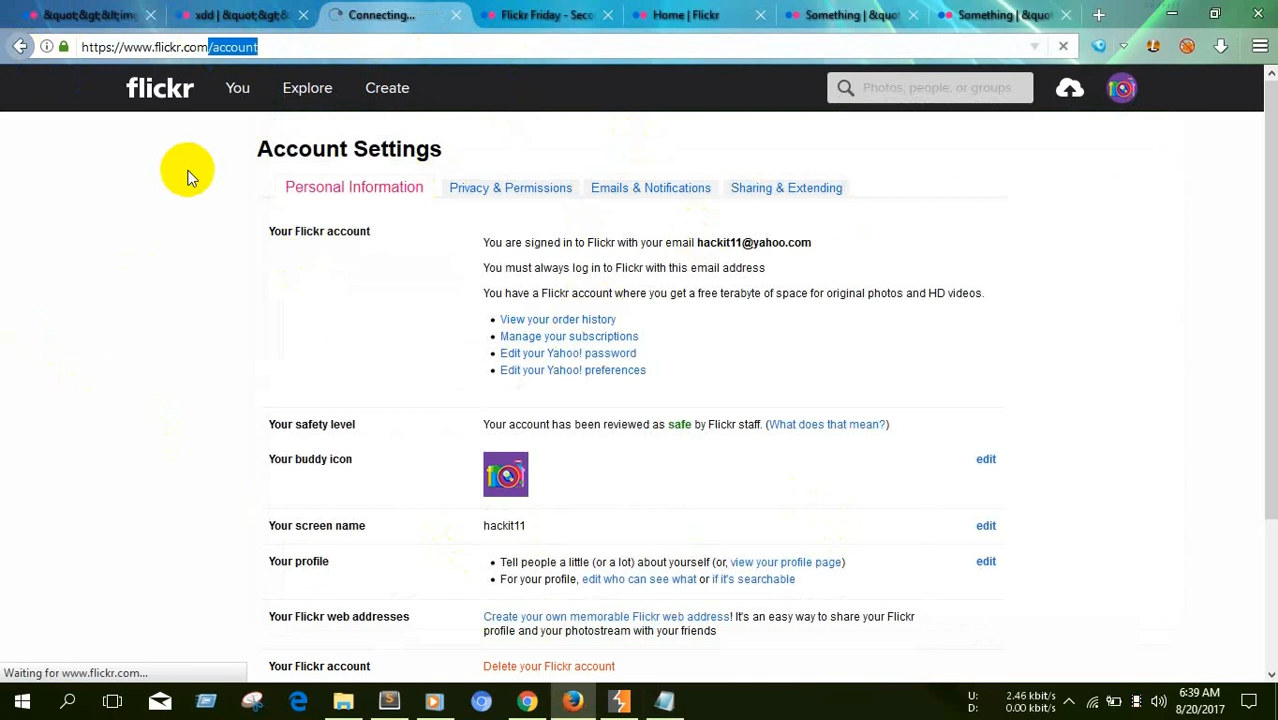 &quot;&gt;&lt;img
xdd | &quot;&gt;&l
Connecting...
Flickr Friday - Seco
Home | Flickr
Something | &quot
Something | &quot
https://www.flickr.com/account
flickr
You
Explore
Create
Photos, people, or groups
Account Settings
Personal Information
Privacy & Permissions
Emails & Notifications
Sharing & Extending
Your Flickr account
You are signed in to Flickr with your email hackit11@yahoo.com
You must always log in to Flickr with this email address
You have a Flickr account where you get a free terabyte of space for original photos and HD videos.
• View your order history
• Manage your subscriptions
• Edit your Yahoo! password
• Edit your Yahoo! preferences
Your safety level
Your account has been reviewed as safe by Flickr staff. (What does that mean?)
Your buddy icon
edit
Your screen name
hackit11
edit
Your profile
• Tell people a little (or a lot) about yourself (or, view your profile page)
edit
• For your profile, edit who can see what or if it's searchable
Your Flickr web addresses
Create your own memorable Flickr web address! It's an easy way to share your Flickr
profile and your photostream with your friends
Your Flickr account
Delete your Flickr account
Waiting for www.flickr.com...
U: 2.46 kbit/s
D: 0.00 kbit/s
6:39 AM
8/20/2017